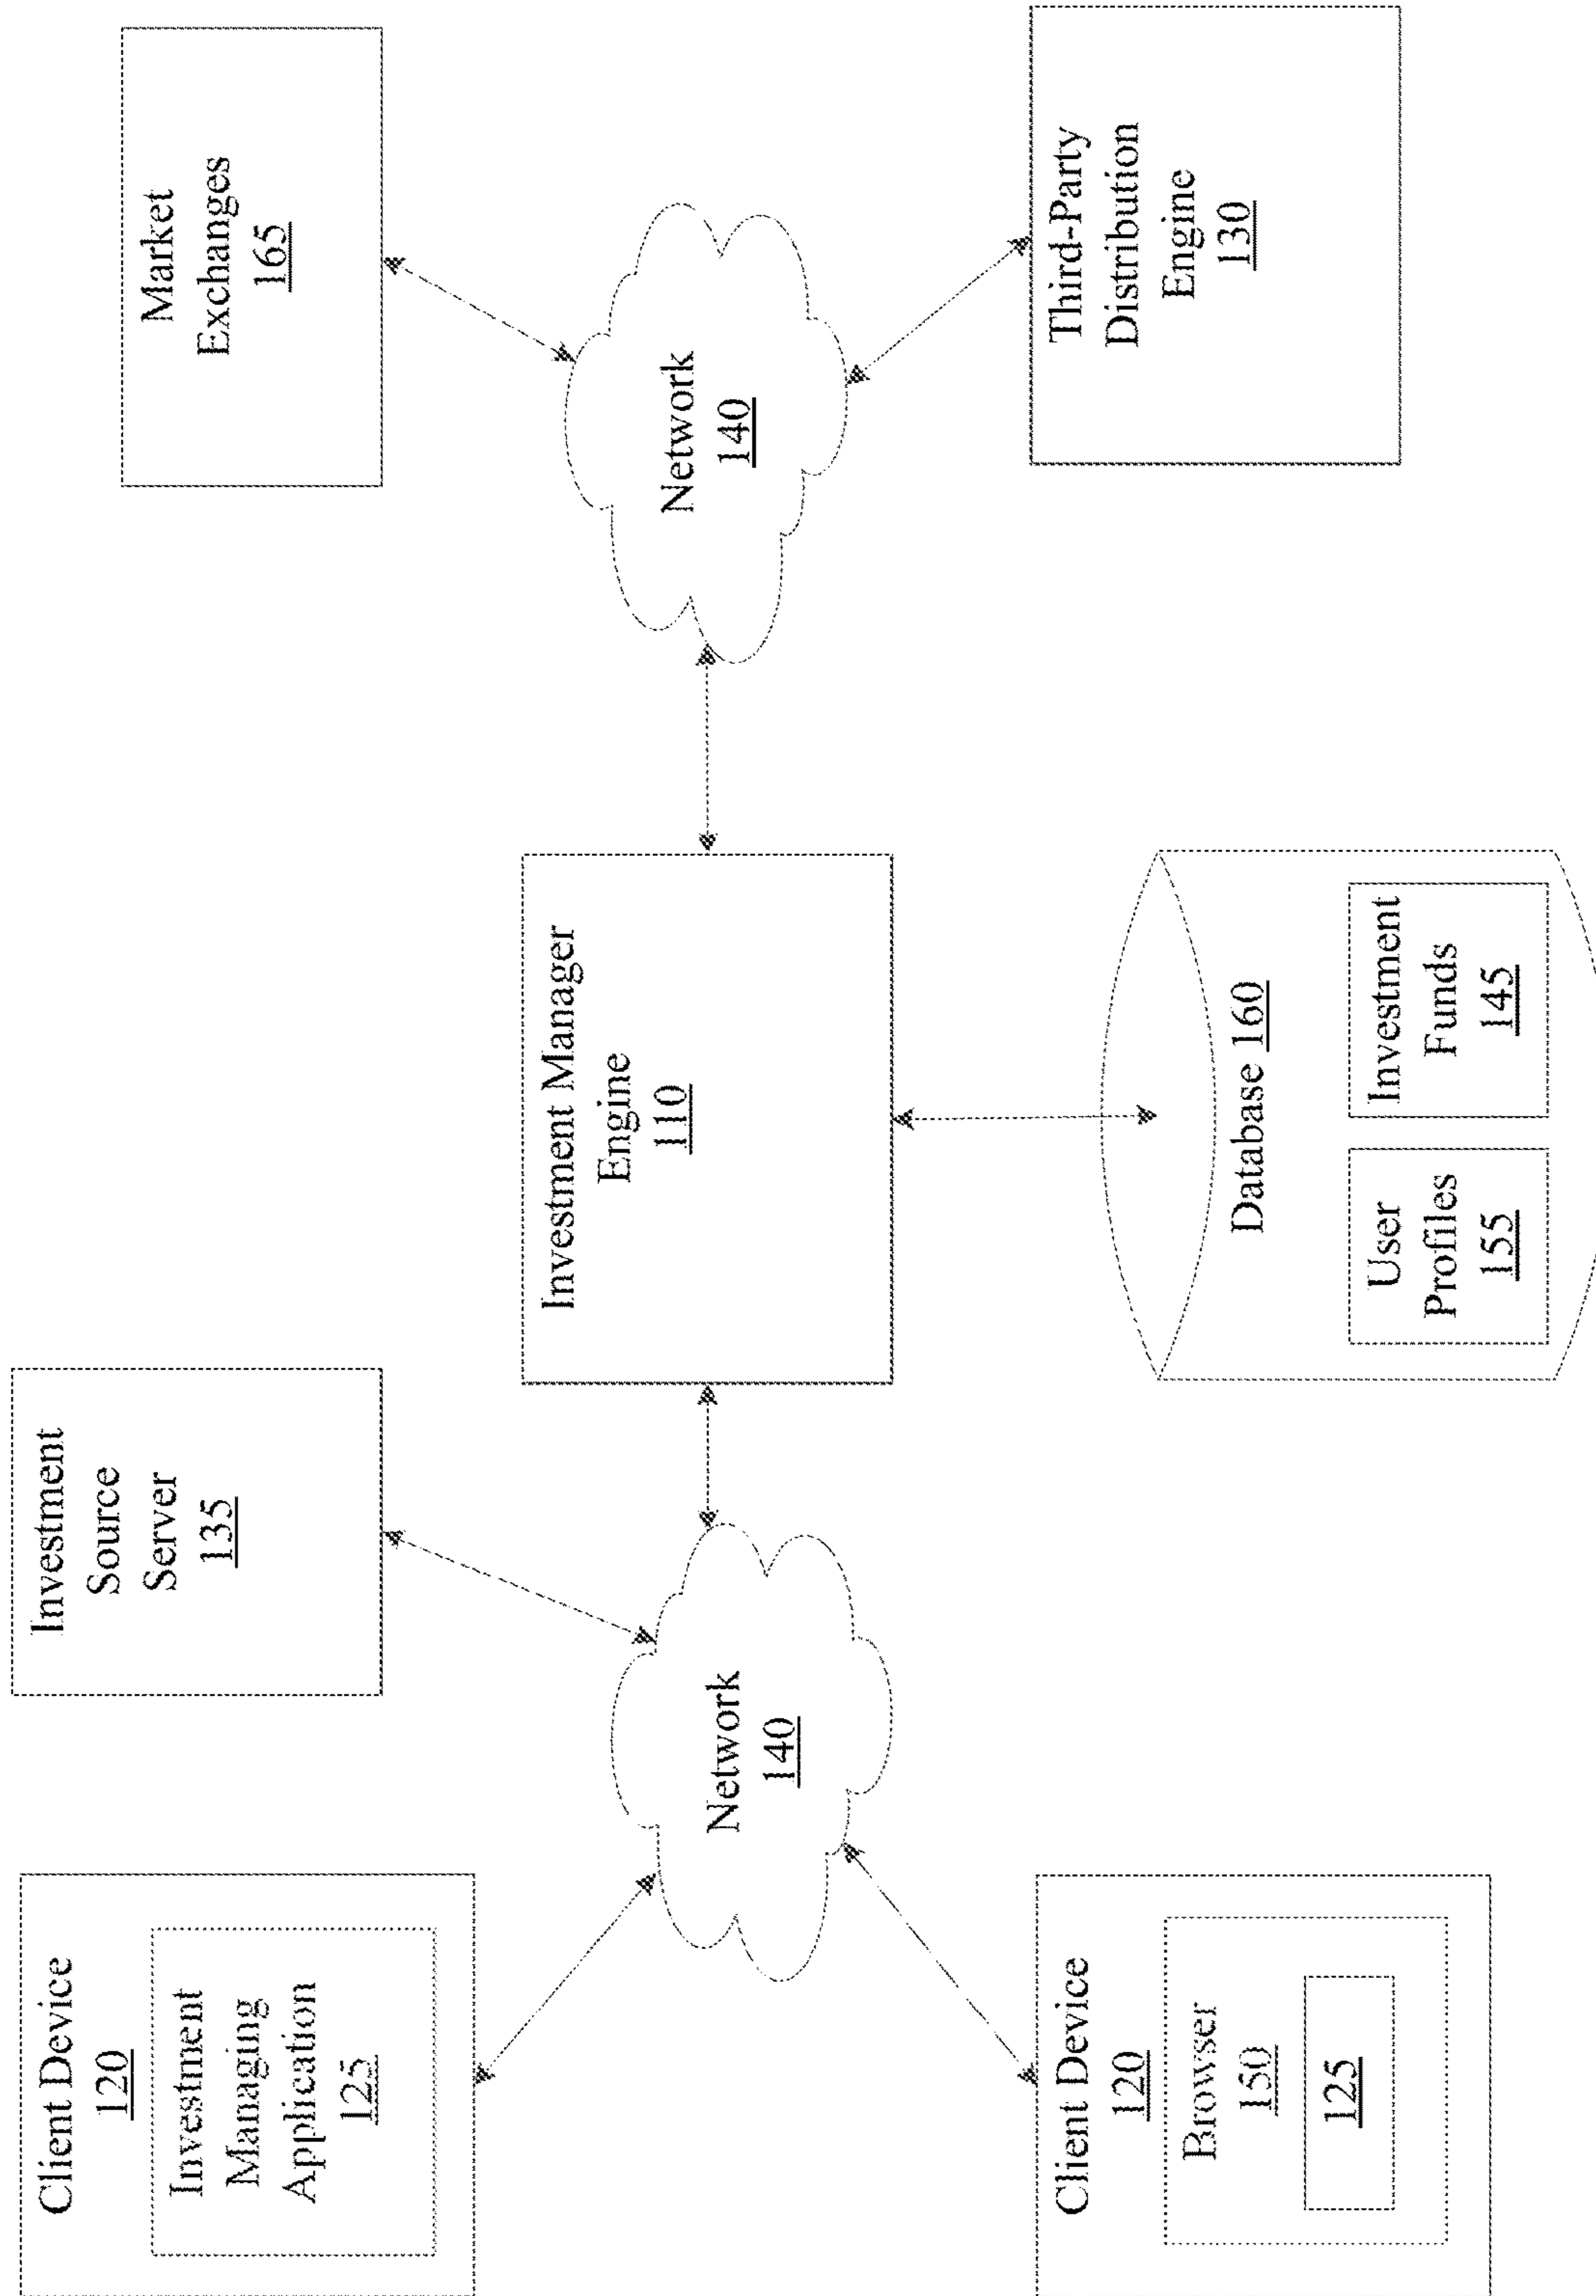 Client Device
120
Investment
Managing
Application
125
Investment
Source
Server
135
Market
Exchanges
165
Network
140
Investment Manager
Engine
110
Network
140
Client Device
120
Browser
150
125
Database 160
User
Profiles
155
Investment
Funds
145
Third-Party
Distribution
Engine
130